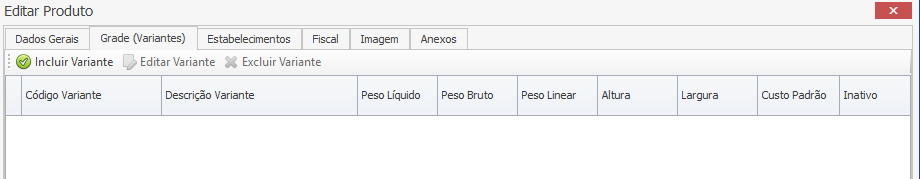 Editar Produto
Dados Gerais Grade (Variantes) Estabelecimentos Fiscal Imagem Anexos
Incluir Variante Editar Variante Excluir Variante
Código Variante Descrição Variante Peso Líquido Peso Bruto Peso Linear Altura Largura Custo Padrão Inativo